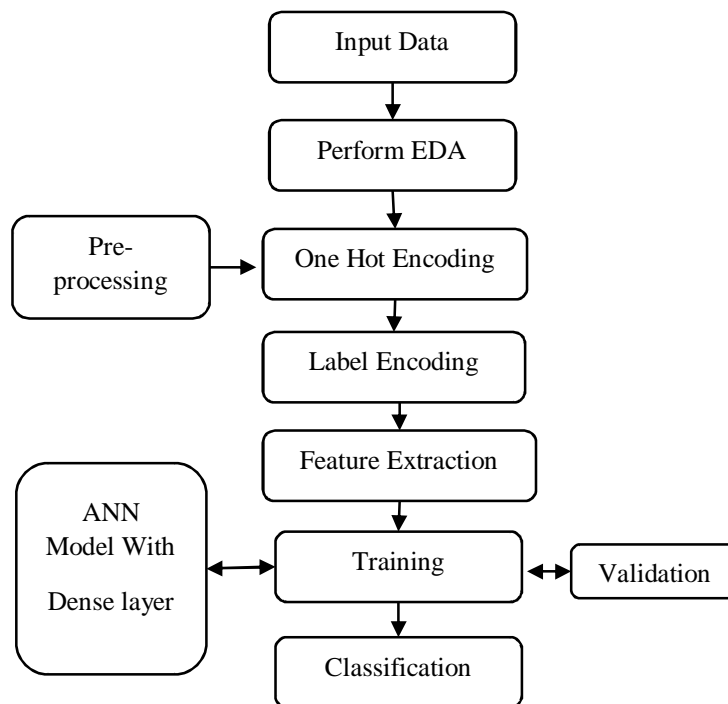 Input Data
Perform EDA
Pre-
processing
One Hot Encoding
Label Encoding
Feature Extraction
ANN
Model With
Dense layer
Training
Validation
Classification